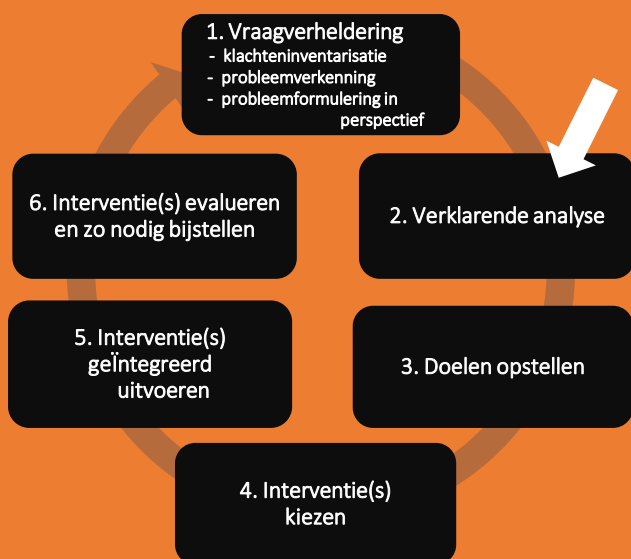 1. Vraagverheldering
- klachteninventarisatie
- probleemverkenning
- probleemformulering in
perspectief
2. Verklarende analyse
3. Doelen opstellen
4. Interventie(s)
kiezen
5. Interventie(s)
geÏntegreerd
uitvoeren
6. Interventie(s) evalueren
en zo nodig bijstellen